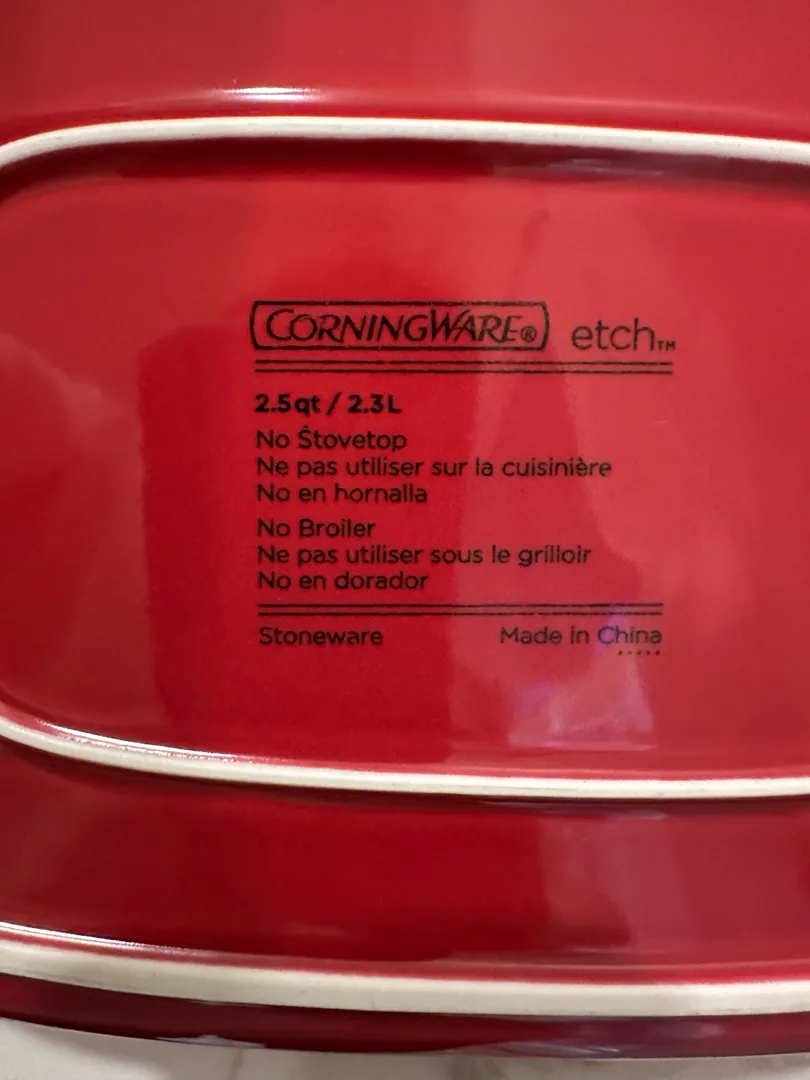 CORNINGWARE® etch™
2.5qt / 2.3L
No Stovetop
Ne pas utiliser sur la cuisinière
No en hornalla
No Broiler
Ne pas utiliser sous le grilloir
No en dorador
Stoneware Made in China